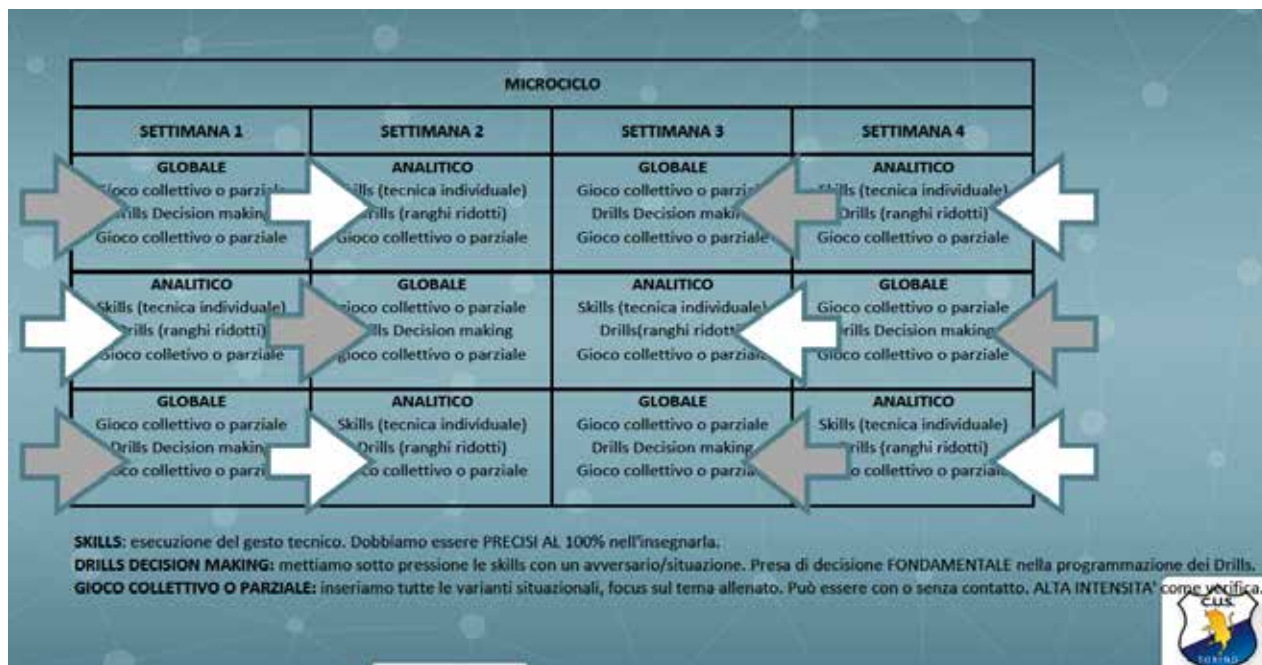 MICROCICLO
SETTIMANA 1 SETTIMANA 2 SETTIMANA 3 SETTIMANA 4
GLOBALE ANALITICO GLOBALE ANALITICO
Gioco collettivo o parziale Skills (tecnica individuale) Gioco collettivo o parziale Skills (tecnica individuale)
Drills Decision making Drills (ranghi ridotti) Drills Decision making Drills (ranghi ridotti)
Gioco collettivo o parziale Gioco collettivo o parziale Gioco collettivo o parziale Gioco collettivo o parziale
ANALITICO GLOBALE ANALITICO GLOBALE
Skills (tecnica individuale) gioco collettivo o parziale Skills (tecnica individuale) Gioco collettivo o parziale
Drills (ranghi ridotti) Drills Decision making Drills(ranghi ridotti) Drills Decision making
Gioco colletivo o parziale gioco collettivo o parziale Gioco collettivo o parziale Gioco collettivo o parziale
GLOBALE ANALITICO GLOBALE ANALITICO
Gioco collettivo o parziale Skills (tecnica individuale) Gioco collettivo o parziale Skills (tecnica individuale)
Drills Decision making Drills (ranghi ridotti) Drills Decision making Drills (ranghi ridotti)
Gioco collettivo o parziale Gioco collettivo o parziale Gioco collettivo o parziale Gioco collettivo o parziale
SKILLS: esecuzione del gesto tecnico. Dobbiamo essere PRECISI AL 100% nell'insegnarla.
DRILLS DECISION MAKING: mettiamo sotto pressione le skills con un avversario/situazione. Presa di decisione FONDAMENTALE nella programmazione dei Drills.
GIOCO COLLETTIVO O PARZIALE: inseriamo tutte le varianti situazionali, focus sul tema allenato. Può essere con o senza contatto. ALTA INTENSITA' come verifica.
C.U.S.
TORINO